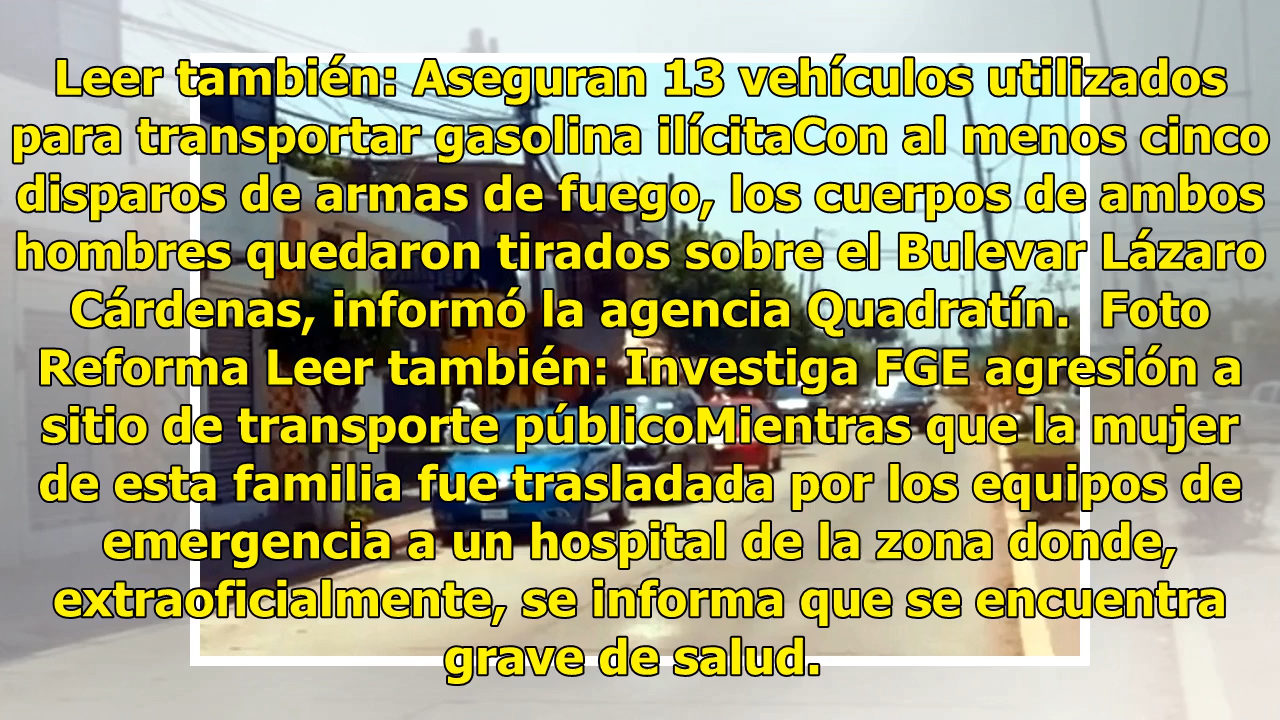 Leer también: Aseguran 13 vehículos utilizados
para transportar gasolina ilícitaCon al menos cinco
disparos de armas de fuego, los cuerpos de ambos
hombres quedaron tirados sobre el Bulevar Lázaro
Cárdenas, informó la agencia Quadratín.  Foto
Reforma Leer también: Investiga FGE agresión a
sitio de transporte públicoMientras que la mujer
de esta familia fue trasladada por los equipos de
emergencia a un hospital de la zona donde,
extraoficialmente, se informa que se encuentra
grave de salud.